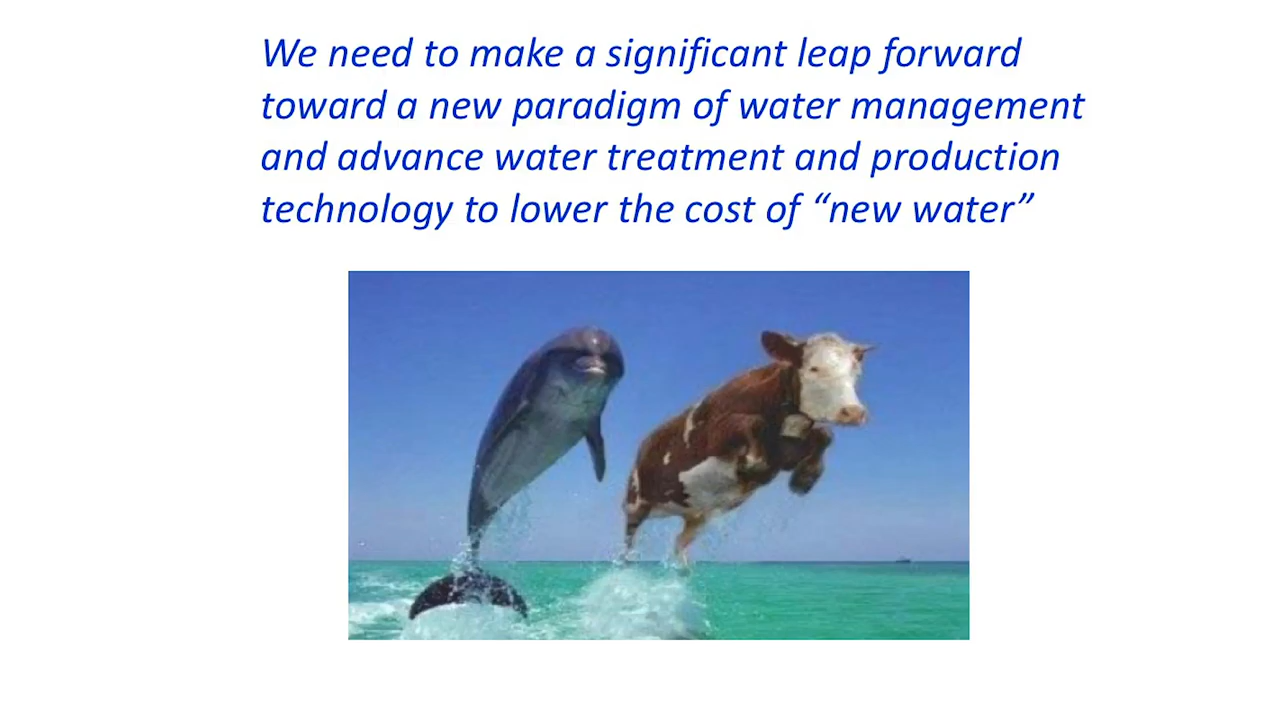 We need to make a significant leap forward
toward a new paradigm of water management
and advance water treatment and production
technology to lower the cost of “new water”